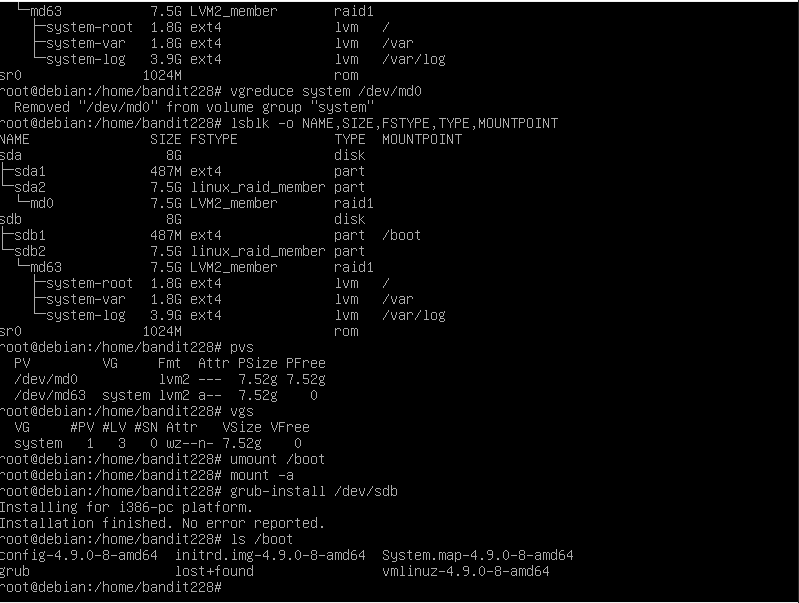 └─md63 7.5G LVM2_member raid1
├─system-root 1.8G ext4 lvm /
├─system-var 1.8G ext4 lvm /var
└─system-log 3.9G ext4 lvm /var/log
sr0 1024M rom
root@debian:/home/bandit228# vgreduce system /dev/md0
Removed "/dev/md0" from volume group "system"
root@debian:/home/bandit228# lsblk -o NAME,SIZE,FSTYPE,TYPE,MOUNTPOINT
NAME SIZE FSTYPE TYPE MOUNTPOINT
sda 8G disk
├─sda1 487M ext4 part
└─sda2 7.5G linux_raid_member part
└─md0 7.5G LVM2_member raid1
sdb 8G disk
├─sdb1 487M ext4 part /boot
└─sdb2 7.5G linux_raid_member part
└─md63 7.5G LVM2_member raid1
├─system-root 1.8G ext4 lvm /
├─system-var 1.8G ext4 lvm /var
└─system-log 3.9G ext4 lvm /var/log
sr0 1024M rom
root@debian:/home/bandit228# pvs
PV VG Fmt Attr PSize PFree
/dev/md0 lvm2 --- 7.52g 7.52g
/dev/md63 system lvm2 a-- 7.52g 0
root@debian:/home/bandit228# vgs
VG #PV #LV #SN Attr VSize VFree
system 1 3 0 wz--n- 7.52g 0
root@debian:/home/bandit228# umount /boot
root@debian:/home/bandit228# mount -a
root@debian:/home/bandit228# grub-install /dev/sdb
Installing for i386-pc platform.
Installation finished. No error reported.
root@debian:/home/bandit228# ls /boot
config-4.9.0-8-amd64 initrd.img-4.9.0-8-amd64 System.map-4.9.0-8-amd64
grub lost+found vmlinuz-4.9.0-8-amd64
root@debian:/home/bandit228#